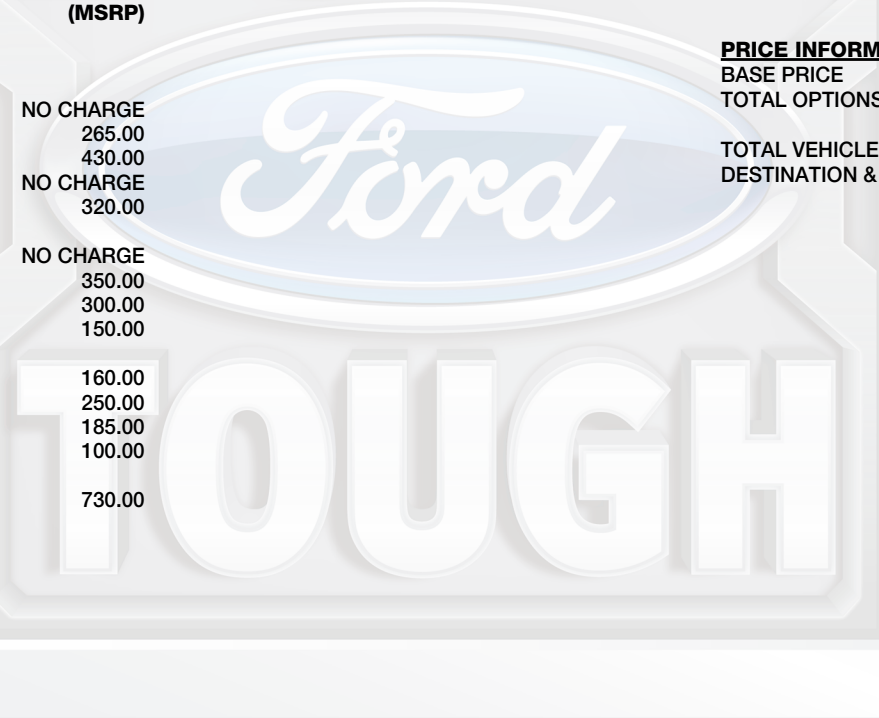 (MSRP)
NO CHARGE
265.00
430.00
NO CHARGE
320.00
NO CHARGE
350.00
300.00
150.00
160.00
250.00
185.00
100.00
730.00
PRICE INFORM
BASE PRICE
TOTAL OPTIONS
TOTAL VEHICLE
DESTINATION &
Ford
TOUGH